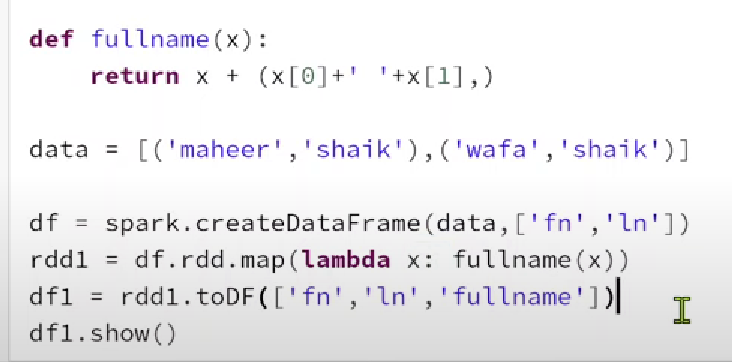 def fullname(x):
    return x + (x[0]+' '+x[1],)
data = [('maheer','shaik'),('wafa','shaik')]
df = spark.createDataFrame(data,['fn','ln'])
rdd1 = df.rdd.map(lambda x: fullname(x))
df1 = rdd1.toDF(['fn','ln','fullname'])
df1.show()